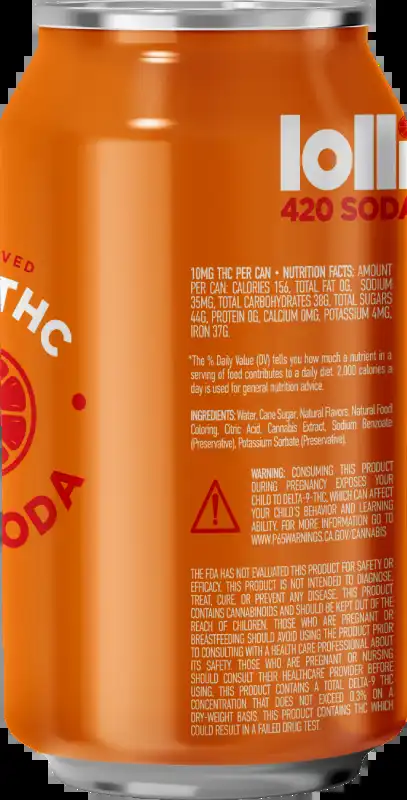 VED
THC
SODA
lolli
420 SODA
10MG THC PER CAN • NUTRITION FACTS: AMOUNT
PER CAN: CALORIES 156, TOTAL FAT 0G, SODIUM
35MG, TOTAL CARBOHYDRATES 38G, TOTAL SUGARS
44G, PROTEIN 0G, CALCIUM 0MG, POTASSIUM 4MG,
IRON 37G.
*The % Daily Value (DV) tells you how much a nutrient in a
serving of food contributes to a daily diet. 2,000 calories a
day is used for general nutrition advice.
INGREDIENTS: Water, Cane Sugar, Natural Flavors, Natural Food
Coloring, Citric Acid, Cannabis Extract, Sodium Benzoate
(Preservative), Potassium Sorbate (Preservative).
WARNING: CONSUMING THIS PRODUCT
DURING PREGNANCY EXPOSES YOUR
CHILD TO DELTA-9-THC, WHICH CAN AFFECT
YOUR CHILD'S BEHAVIOR AND LEARNING
ABILITY. FOR MORE INFORMATION GO TO
WWW.P65WARNINGS.CA.GOV/CANNABIS
THE FDA HAS NOT EVALUATED THIS PRODUCT FOR SAFETY OR
EFFICACY. THIS PRODUCT IS NOT INTENDED TO DIAGNOSE,
TREAT, CURE, OR PREVENT ANY DISEASE. THIS PRODUCT
CONTAINS CANNABINOIDS AND SHOULD BE KEPT OUT OF THE
REACH OF CHILDREN. THOSE WHO ARE PREGNANT OR
BREASTFEEDING SHOULD AVOID USING THE PRODUCT PRIOR
TO CONSULTING WITH A HEALTH CARE PROFESSIONAL ABOUT
ITS SAFETY. THOSE WHO ARE PREGNANT OR NURSING
SHOULD CONSULT THEIR HEALTHCARE PROVIDER BEFORE
USING. THIS PRODUCT CONTAINS A TOTAL DELTA-9 THC
CONCENTRATION THAT DOES NOT EXCEED 0.3% ON A
DRY-WEIGHT BASIS. THIS PRODUCT CONTAINS THC WHICH
COULD RESULT IN A FAILED DRUG TEST.